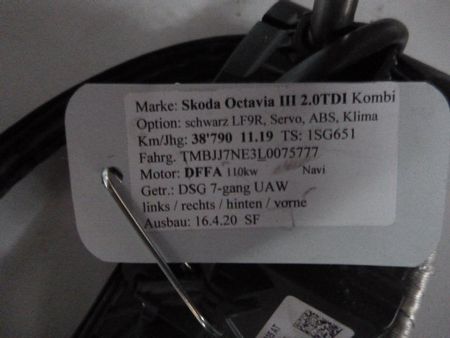 Marke: Skoda Octavia III 2.0TDI Kombi
Option: schwarz LF9R, Servo, ABS, Klima
Km/Jhg: 38'790 11.19 TS: 1SG651
Fahrg. TMBJJ7NE3L0075777
Motor: DFFA 110kw Navi
Getr.: DSG 7-gang UAW
links / rechts / hinten / vorne
Ausbau: 16.4.20 SF